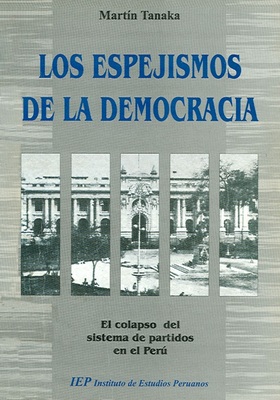 Martín Tanaka
LOS ESPEJISMOS
DE LA DEMOCRACIA
El colapso del
sistema de partidos
en el Perú
IEP Instituto de Estudios Peruanos